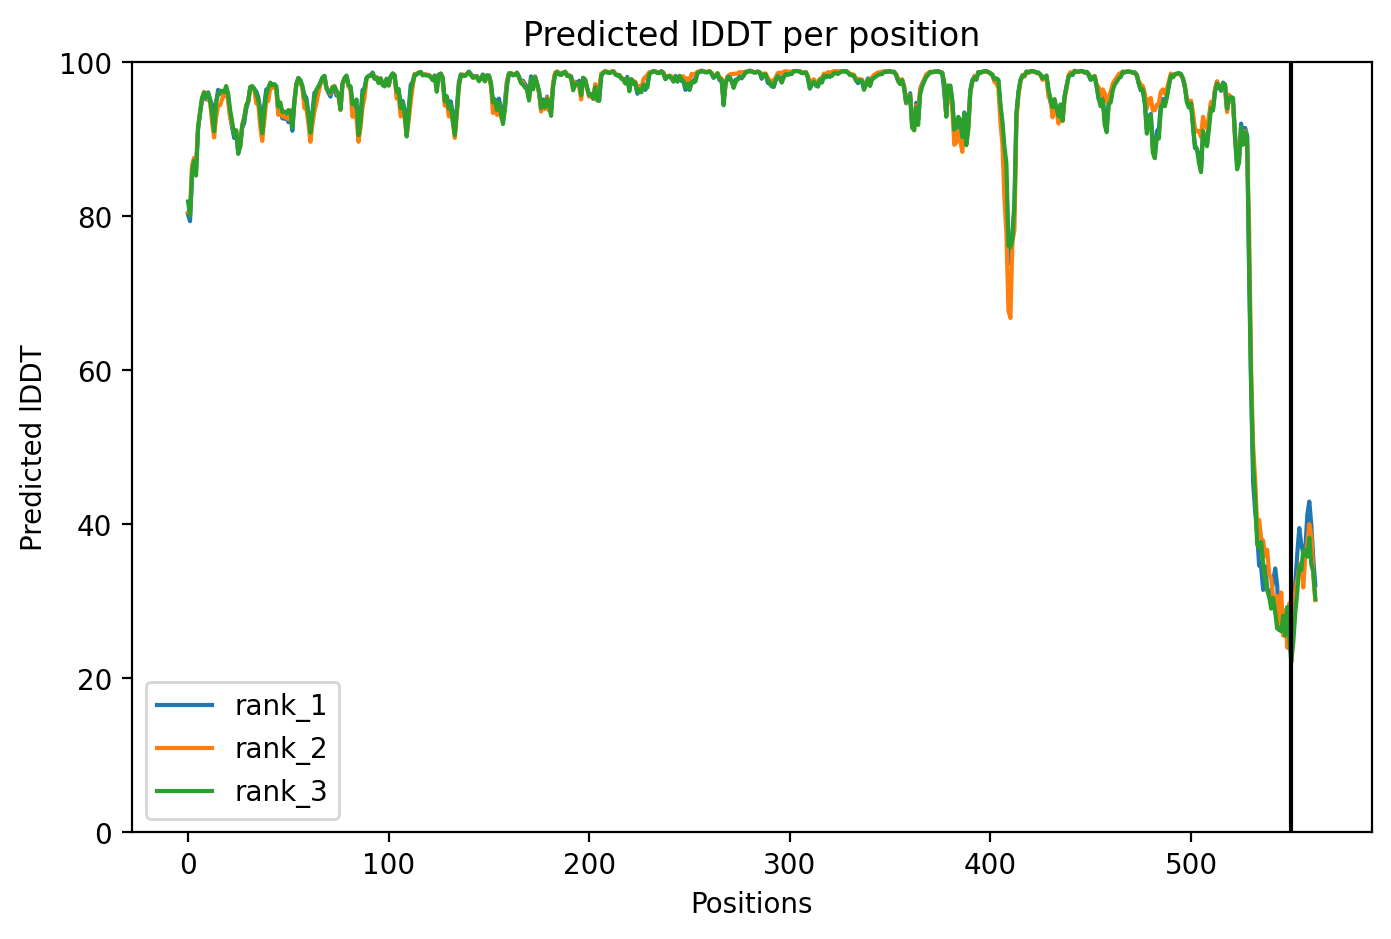 Predicted lDDT per position
100
80
60
40
20
0
Predicted lDDT
rank_1
rank_2
rank_3
0 100 200 300 400 500
Positions